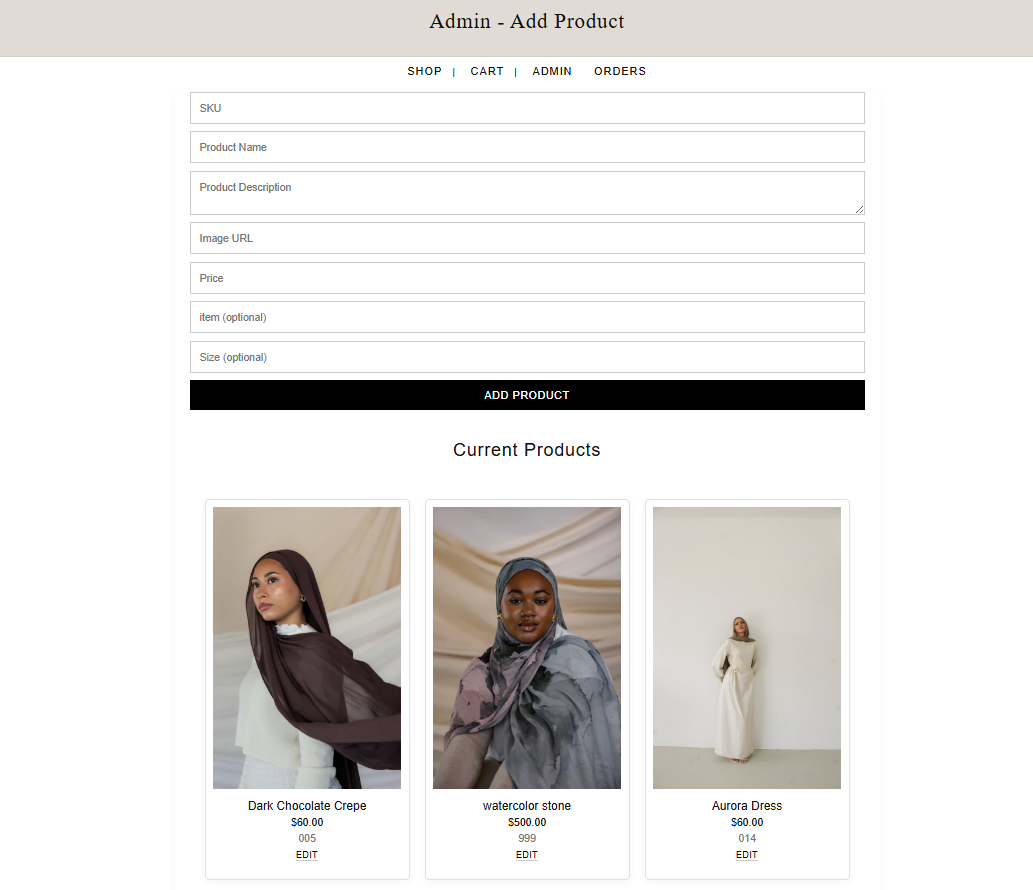 Admin - Add Product
SHOP | CART | ADMIN ORDERS
SKU
Product Name
Product Description
Image URL
Price
item (optional)
Size (optional)
ADD PRODUCT
Current Products
Dark Chocolate Crepe
$60.00
005
EDIT
watercolor stone
$500.00
999
EDIT
Aurora Dress
$60.00
014
EDIT